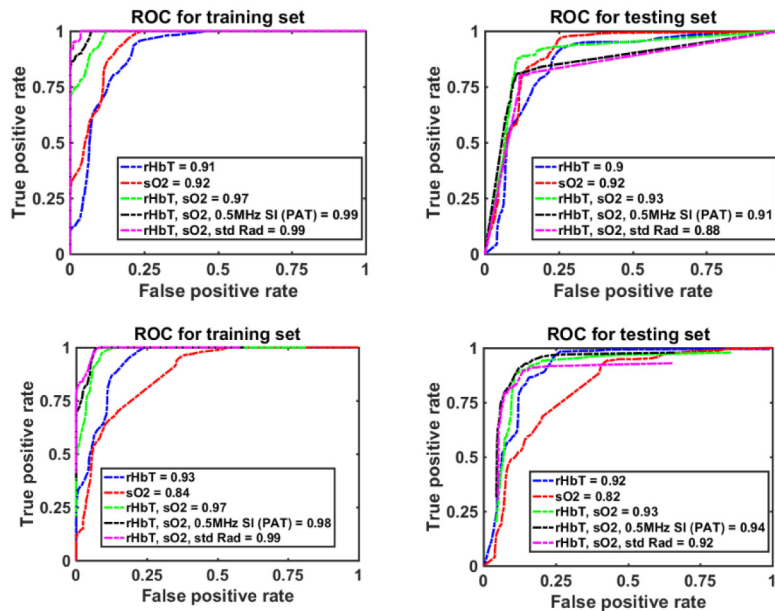 ROC for training set
True positive rate
1
0.75
0.5
0.25
0
rHbT = 0.91
sO2 = 0.92
rHbT, sO2 = 0.97
rHbT, sO2, 0.5MHz SI (PAT) = 0.99
rHbT, sO2, std Rad = 0.99
0 0.25 0.5 0.75 1
False positive rate
ROC for testing set
True positive rate
1
0.75
0.5
0.25
0
rHbT = 0.9
sO2 = 0.92
rHbT, sO2 = 0.93
rHbT, sO2, 0.5MHz SI (PAT) = 0.91
rHbT, sO2, std Rad = 0.88
0 0.25 0.5 0.75
False positive rate
ROC for training set
True positive rate
1
0.75
0.5
0.25
0
rHbT = 0.93
sO2 = 0.84
rHbT, sO2 = 0.97
rHbT, sO2, 0.5MHz SI (PAT) = 0.98
rHbT, sO2, std Rad = 0.99
0 0.25 0.5 0.75 1
False positive rate
ROC for testing set
True positive rate
1
0.75
0.5
0.25
0
rHbT = 0.92
sO2 = 0.82
rHbT, sO2 = 0.93
rHbT, sO2, 0.5MHz SI (PAT) = 0.94
rHbT, sO2, std Rad = 0.92
0 0.25 0.5 0.75 1
False positive rate